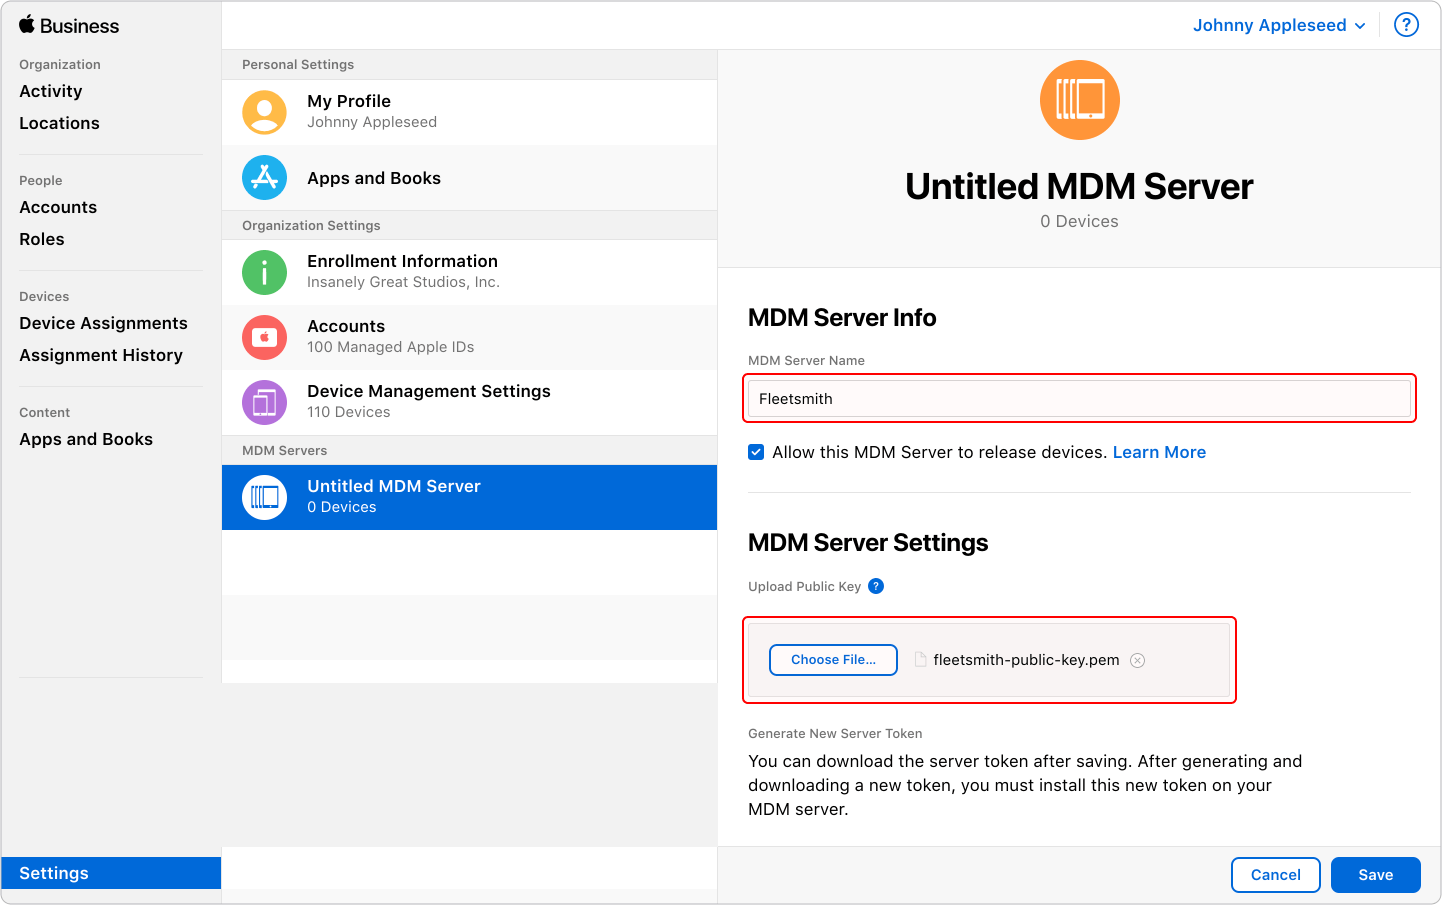 Business
Johnny Appleseed
?
Organization
Activity
Locations
People
Accounts
Roles
Devices
Device Assignments
Assignment History
Content
Apps and Books
Settings
Personal Settings
My Profile
Johnny Appleseed
Apps and Books
Organization Settings
Enrollment Information
Insanely Great Studios, Inc.
Accounts
100 Managed Apple IDs
Device Management Settings
110 Devices
MDM Servers
Untitled MDM Server
0 Devices
Untitled MDM Server
0 Devices
MDM Server Info
MDM Server Name
Fleetsmith
Allow this MDM Server to release devices. Learn More
MDM Server Settings
Upload Public Key ?
Choose File... fleetsmith-public-key.pem
Generate New Server Token
You can download the server token after saving. After generating and
downloading a new token, you must install this new token on your
MDM server.
Cancel Save